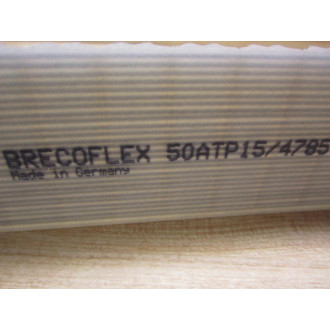 BRECOFLEX 50ATP15/4785
Made in Germany